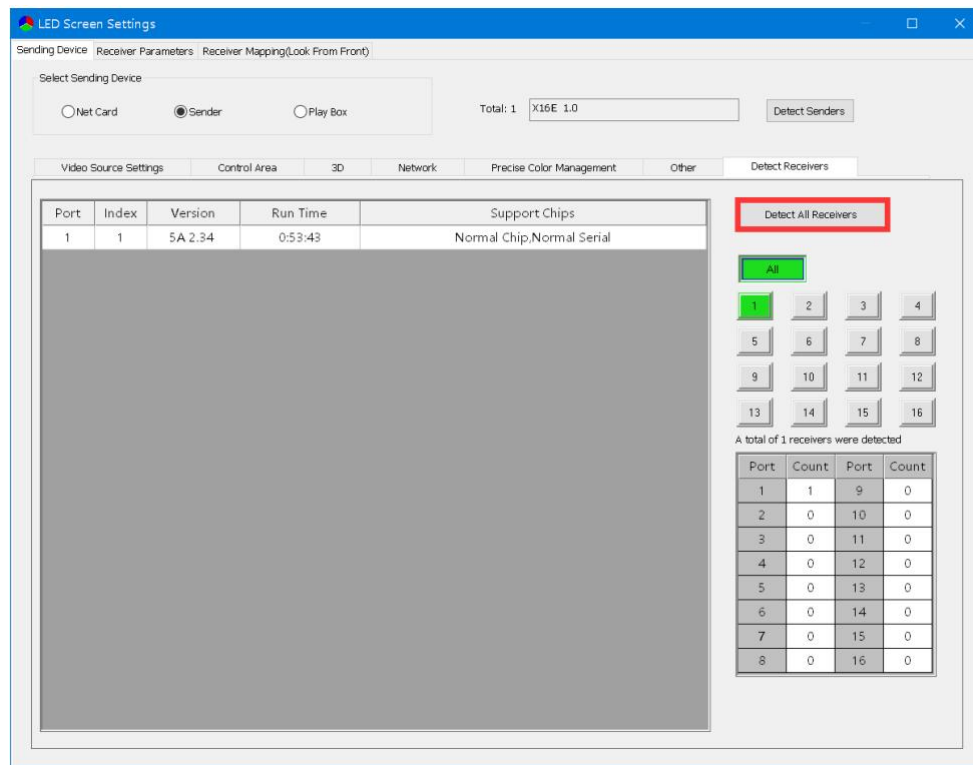 LED Screen Settings
Sending Device Receiver Parameters Receiver Mapping(Look From Front)
Select Sending Device
Net Card Sender Play Box
Total: 1 X16E 1.0 Detect Senders
Video Source Settings Control Area 3D Network Precise Color Management Other Detect Receivers
Port Index Version Run Time Support Chips
1 1 5A 2.34 0:53:43 Normal Chip,Normal Serial
Detect All Receivers
All
1 2 3 4
5 6 7 8
9 10 11 12
13 14 15 16
A total of 1 receivers were detected
Port Count Port Count
1 1 9 0
2 0 10 0
3 0 11 0
4 0 12 0
5 0 13 0
6 0 14 0
7 0 15 0
8 0 16 0